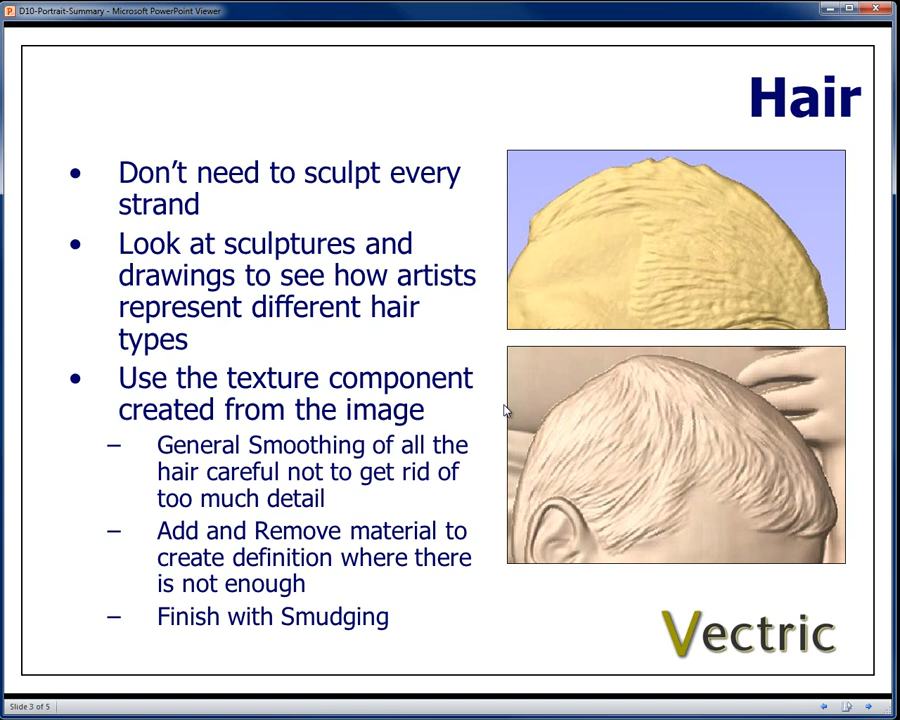 D10-Portrait-Summary - Microsoft PowerPoint Viewer
Hair
• Don't need to sculpt every
strand
• Look at sculptures and
drawings to see how artists
represent different hair
types
• Use the texture component
created from the image
– General Smoothing of all the
hair careful not to get rid of
too much detail
– Add and Remove material to
create definition where there
is not enough
– Finish with Smudging
Vectric
Slide 3 of 5